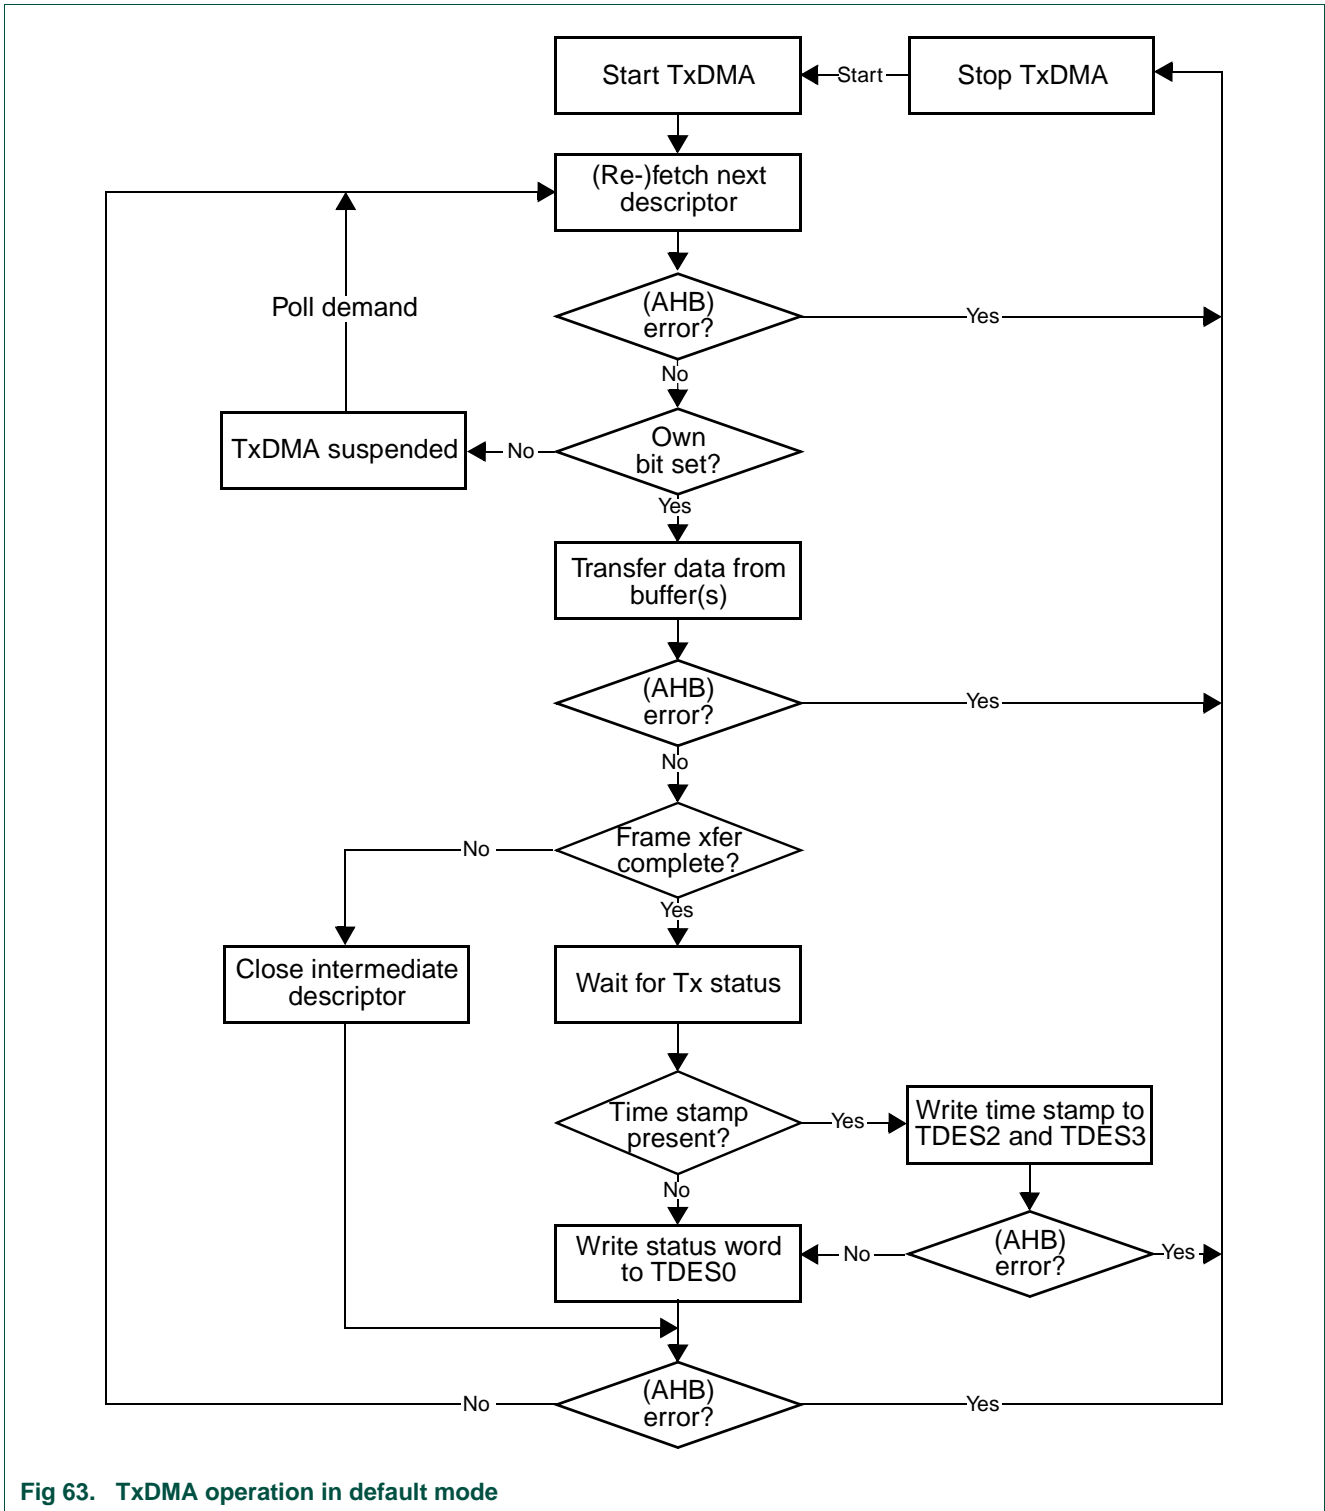 Start TxDMA
Start
Stop TxDMA
(Re-)fetch next
descriptor
Poll demand
(AHB)
error?
Yes
No
TxDMA suspended
No
Own
bit set?
Yes
Transfer data from
buffer(s)
(AHB)
error?
Yes
No
No
Frame xfer
complete?
Yes
Close intermediate
descriptor
Wait for Tx status
Time stamp
present?
Yes
Write time stamp to
TDES2 and TDES3
No
Write status word
to TDES0
No
(AHB)
error?
Yes
No
(AHB)
error?
Yes
Fig 63. TxDMA operation in default mode